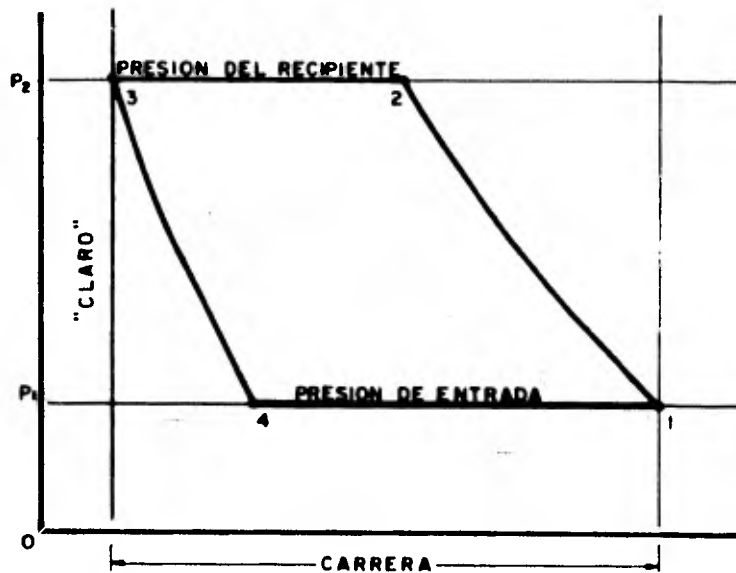 PRESION DEL RECIPIENTE
P2
3
2
"CLARO"
P1
PRESION DE ENTRADA
4
1
O
CARRERA